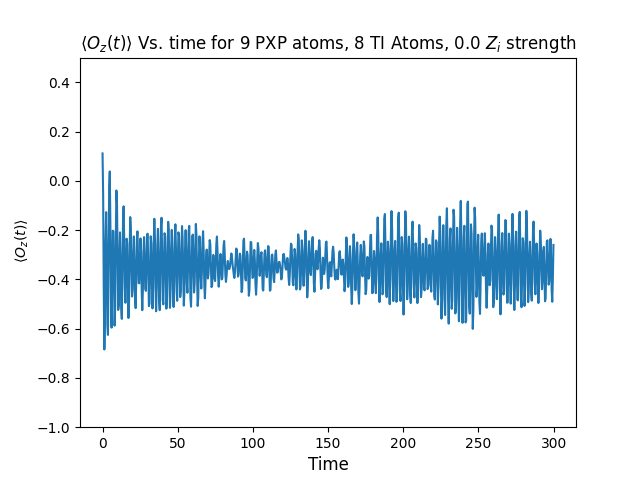 ⟨O_z(t)⟩ Vs. time for 9 PXP atoms, 8 TI Atoms, 0.0 Z_i strength
0.4
0.2
0.0
−0.2
−0.4
−0.6
−0.8
−1.0
⟨O_z(t)⟩
0 50 100 150 200 250 300
Time